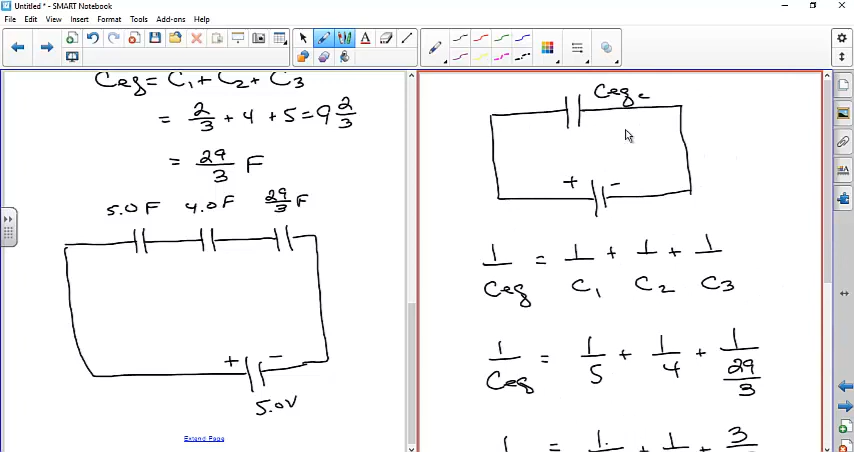 Untitled * - SMART Notebook
File Edit View Insert Format Tools Add-ons Help
Ceq = C1 + C2 + C3
= 2/3 + 4 + 5 = 9 2/3
= 29/3 F
5.0 F 4.0 F 29/3 F
+ -
5.0V
Extend Page
Ceq
+ -
1/Ceq = 1/C1 + 1/C2 + 1/C3
1/Ceq = 1/5 + 1/4 + 1/(29/3)